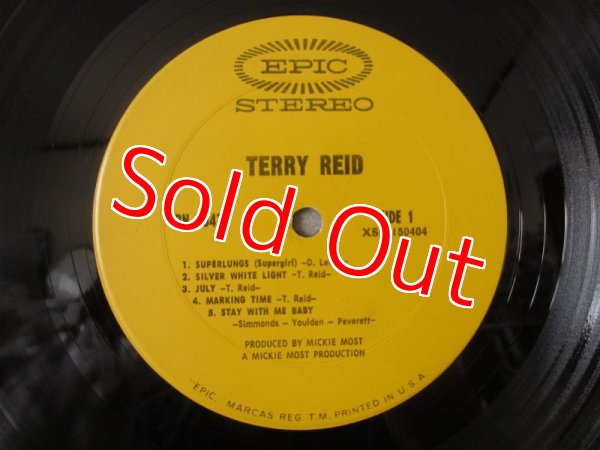 EPIC
STEREO
TERRY REID
Sold Out
SIDE 1
1. SUPERLUNGS (Supergirl) -D.
2. SILVER WHITE LIGHT -T. Reid-
3. JULY -T. Reid-
4. MARKING TIME -T. Reid-
5. STAY WITH ME BABY
-Simmonds - Youlden - Peverett-
PRODUCED BY MICKIE MOST
A MICKIE MOST PRODUCTION
"EPIC," MARCAS REG. T.M. PRINTED IN U.S.A.